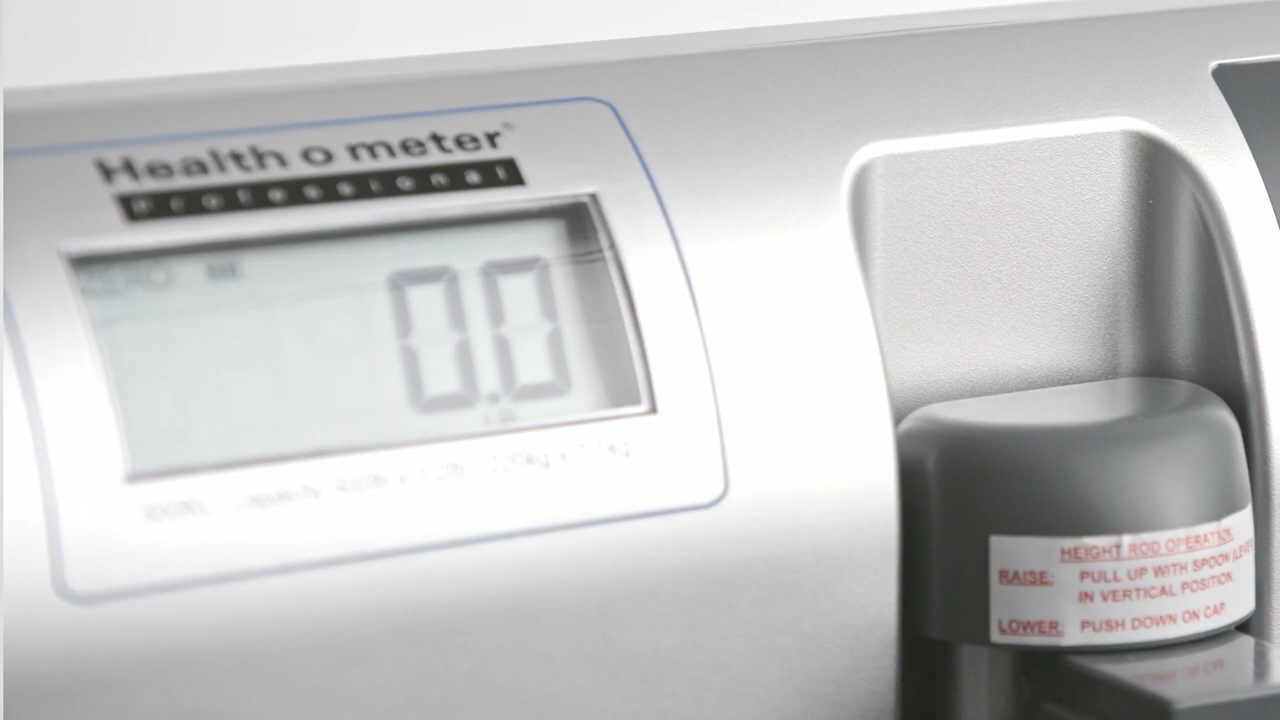 Health o meter
Professional
ZERO
0.0
HEIGHT ROD OPERATION
RAISE: PULL UP WITH SPOON
IN VERTICAL POSITION
LOWER: PUSH DOWN ON CAP.